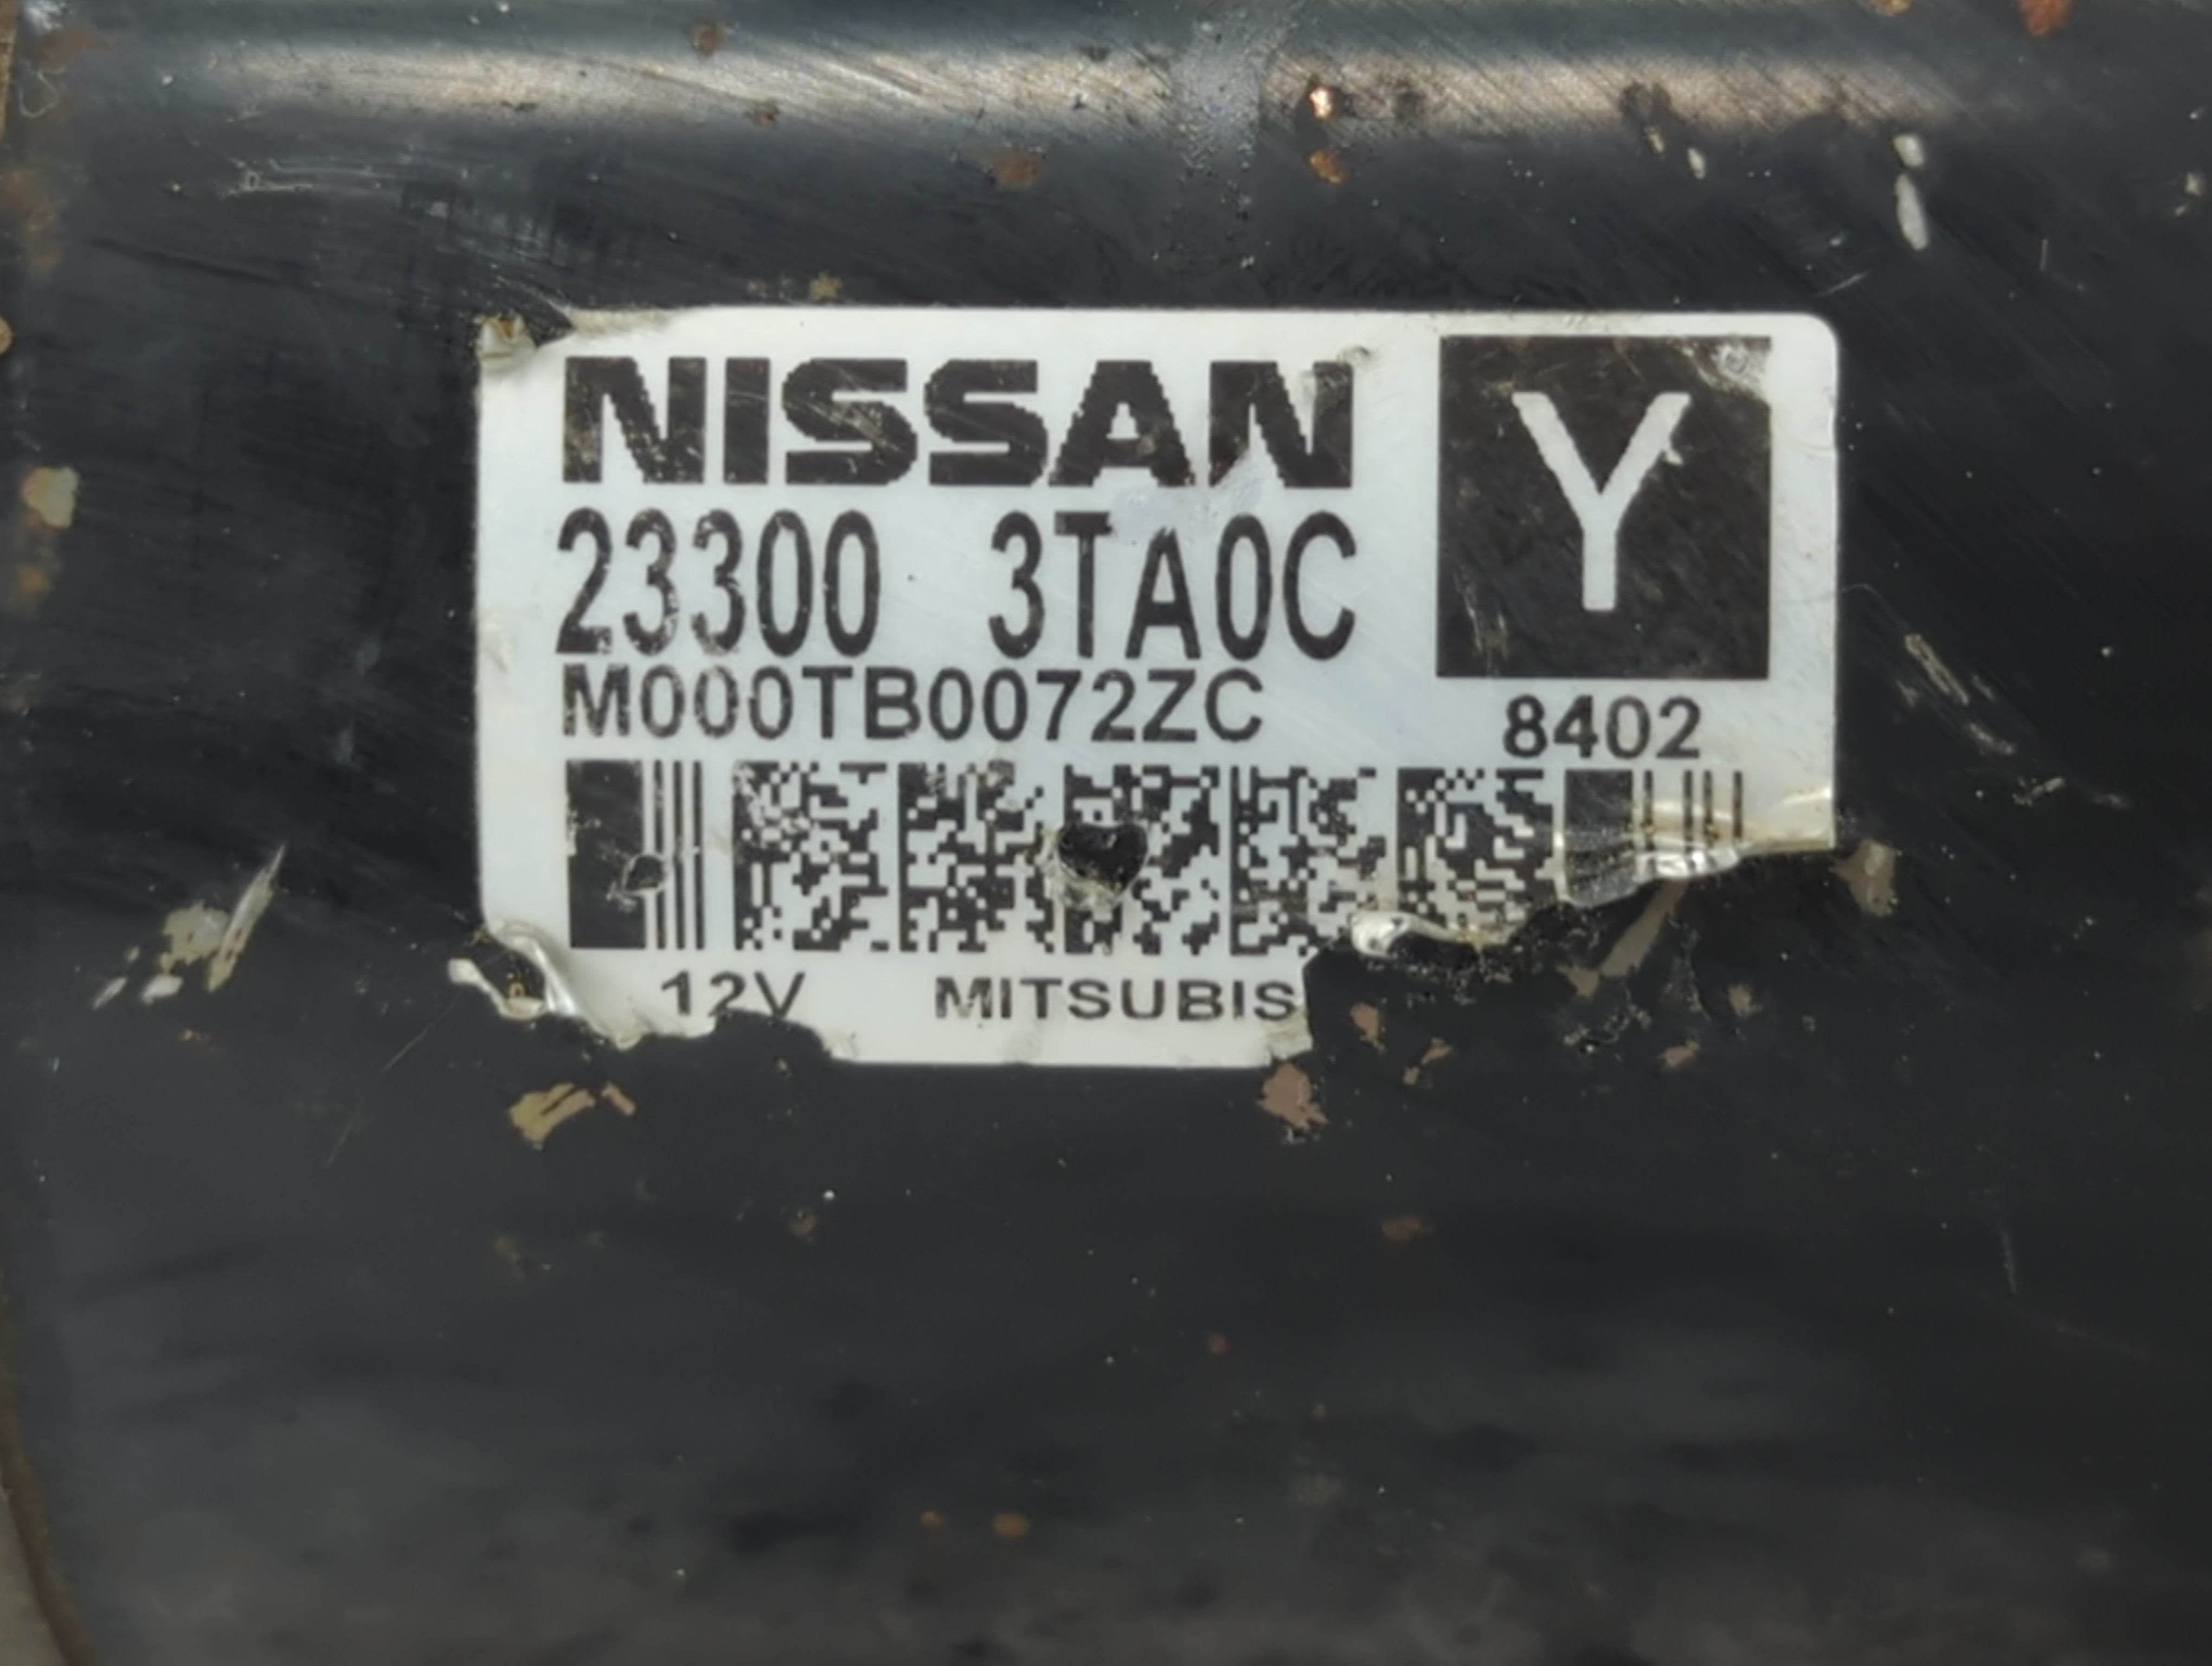 NISSAN
Y
23300 3TA0C
M000TB0072ZC
8402
12V MITSUBIS